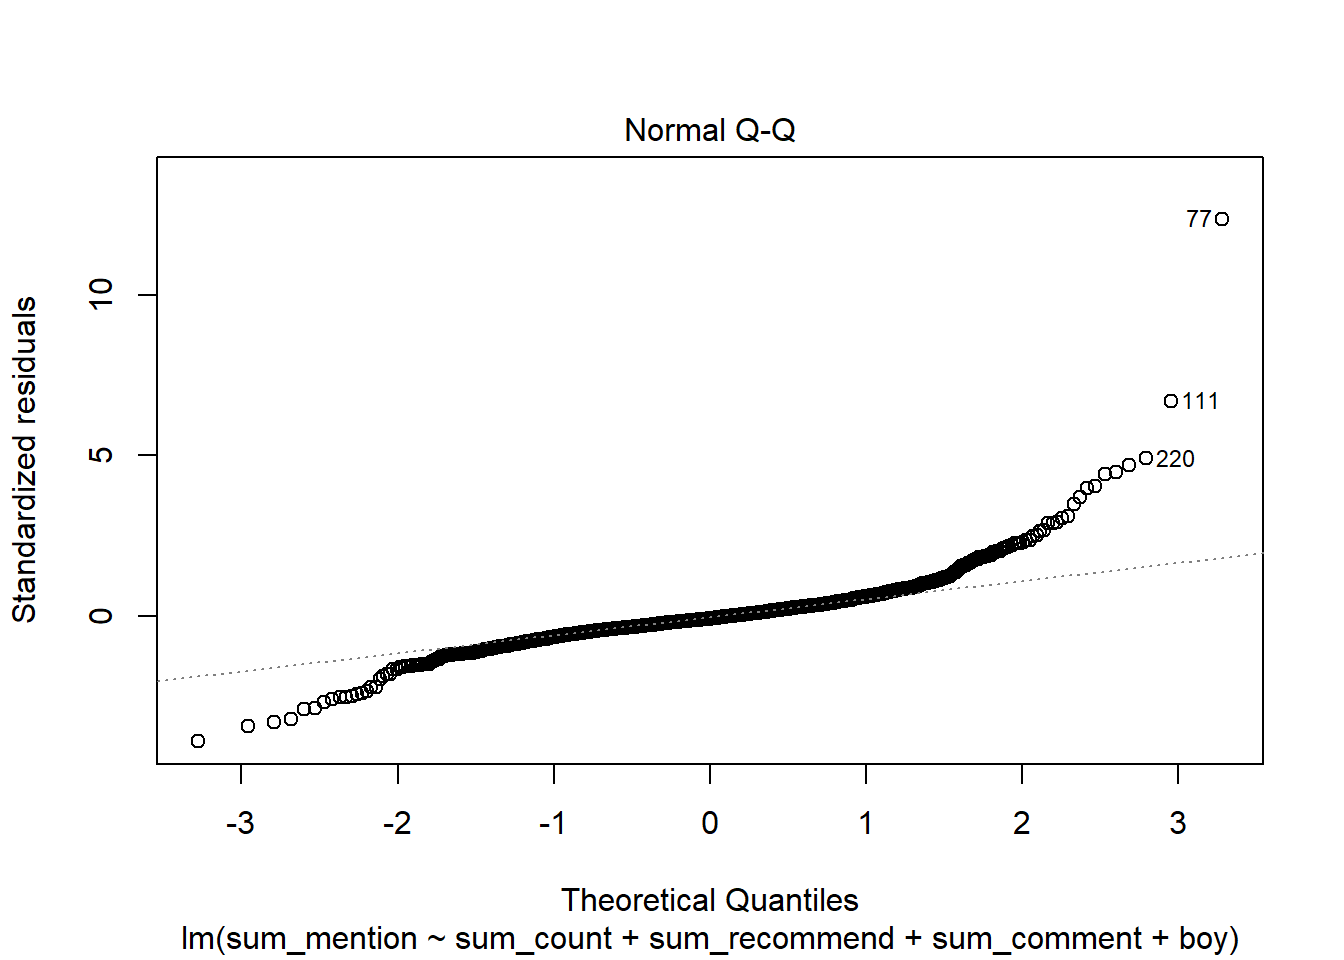 Normal Q-Q
77
111
220
Standardized residuals
10
5
0
-3 -2 -1 0 1 2 3
Theoretical Quantiles
lm(sum_mention ~ sum_count + sum_recommend + sum_comment + boy)